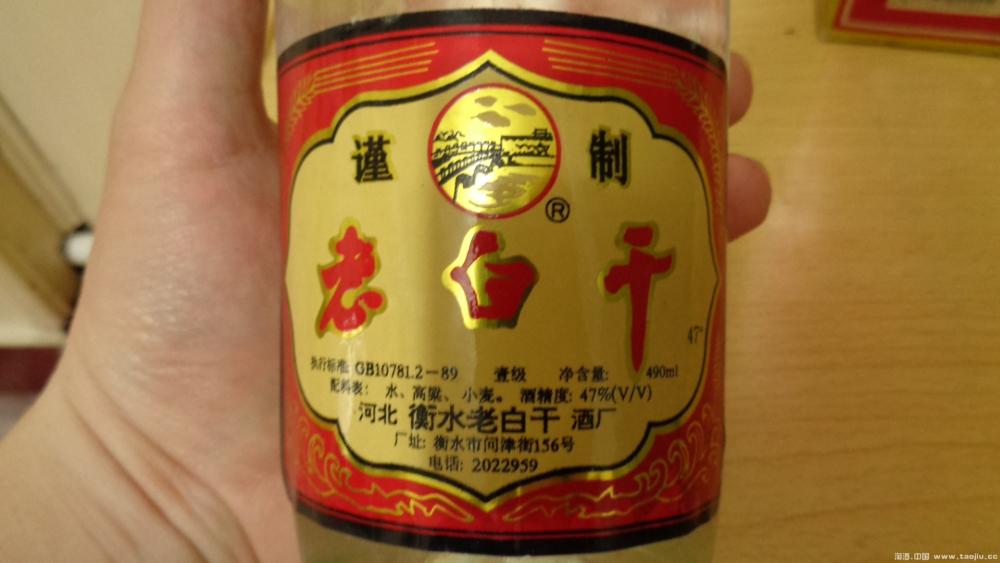 谨 制
®
老白干
47°
执行标准: GB10781.2-89 壹级 净含量: 490ml
配料表: 水、高粱、小麦。 酒精度: 47%(V/V)
河北 衡水老白干 酒厂
厂址: 衡水市问津街156号
电话: 2022959
淘酒.中国 www.taojiu.cc